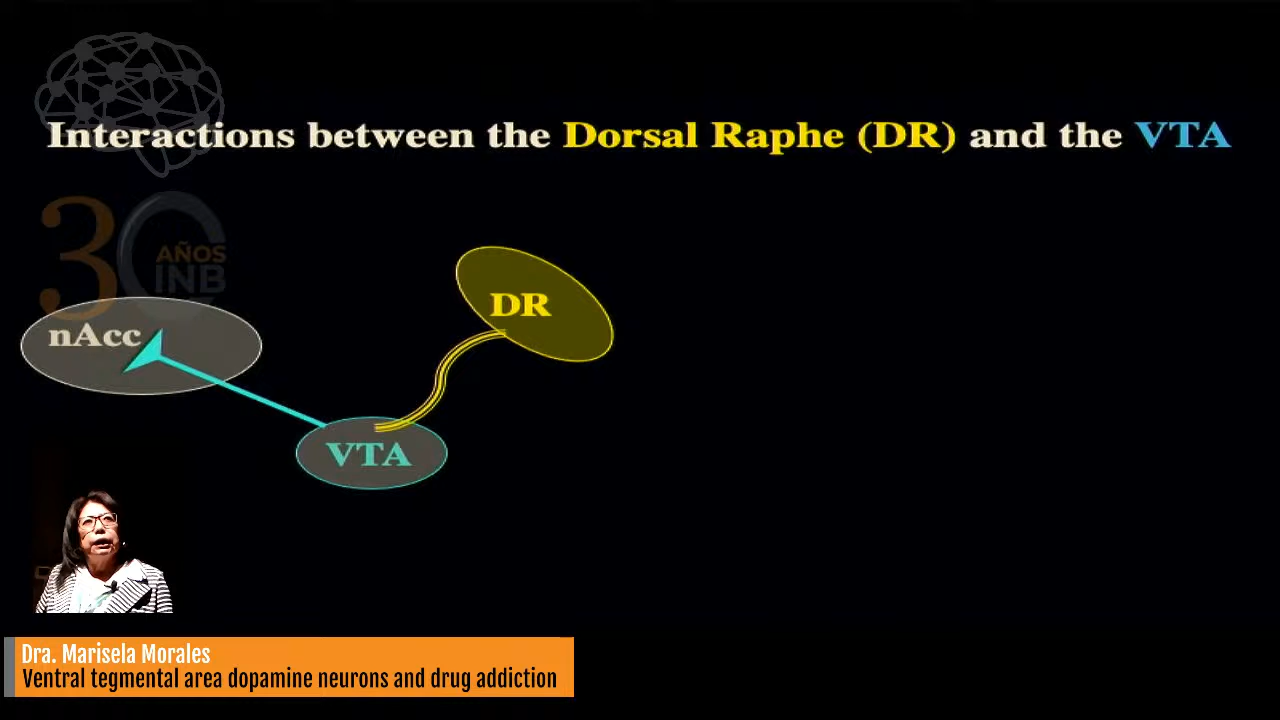 Interactions between the Dorsal Raphe (DR) and the VTA
30 AÑOS
INB
DR
nAcc
VTA
Dra. Marisela Morales
Ventral tegmental area dopamine neurons and drug addiction